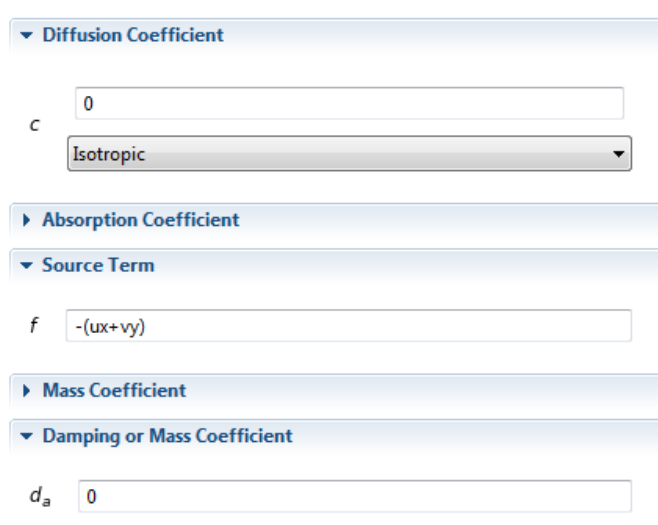 Diffusion Coefficient
0
c
Isotropic
Absorption Coefficient
Source Term
f -(ux+vy)
Mass Coefficient
Damping or Mass Coefficient
dₐ 0